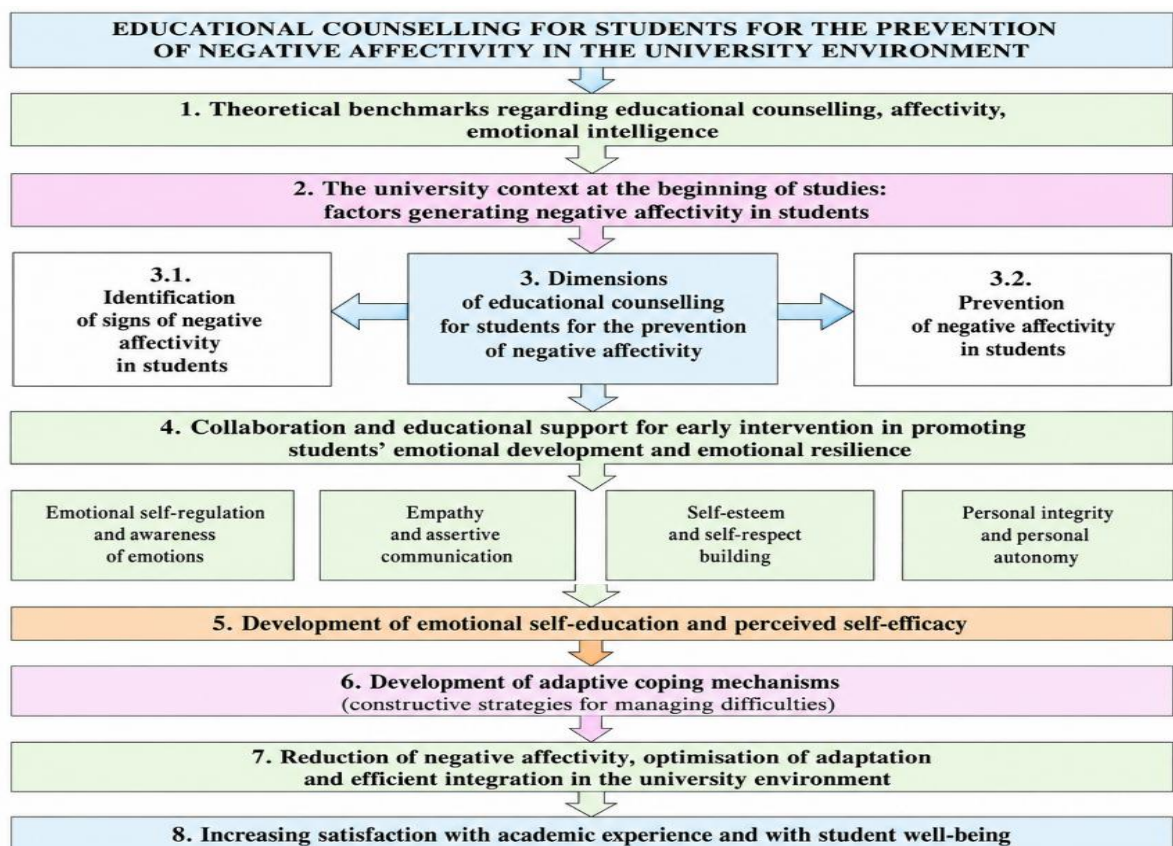 EDUCATIONAL COUNSELLING FOR STUDENTS FOR THE PREVENTION
OF NEGATIVE AFFECTIVITY IN THE UNIVERSITY ENVIRONMENT
1. Theoretical benchmarks regarding educational counselling, affectivity,
emotional intelligence
2. The university context at the beginning of studies:
factors generating negative affectivity in students
3.1.
Identification
of signs of negative
affectivity
in students
3. Dimensions
of educational counselling
for students for the prevention
of negative affectivity
3.2.
Prevention
of negative affectivity
in students
4. Collaboration and educational support for early intervention in promoting
students’ emotional development and emotional resilience
Emotional self-regulation
and awareness
of emotions
Empathy
and assertive
communication
Self-esteem
and self-respect
building
Personal integrity
and personal
autonomy
5. Development of emotional self-education and perceived self-efficacy
6. Development of adaptive coping mechanisms
(constructive strategies for managing difficulties)
7. Reduction of negative affectivity, optimisation of adaptation
and efficient integration in the university environment
8. Increasing satisfaction with academic experience and with student well-being